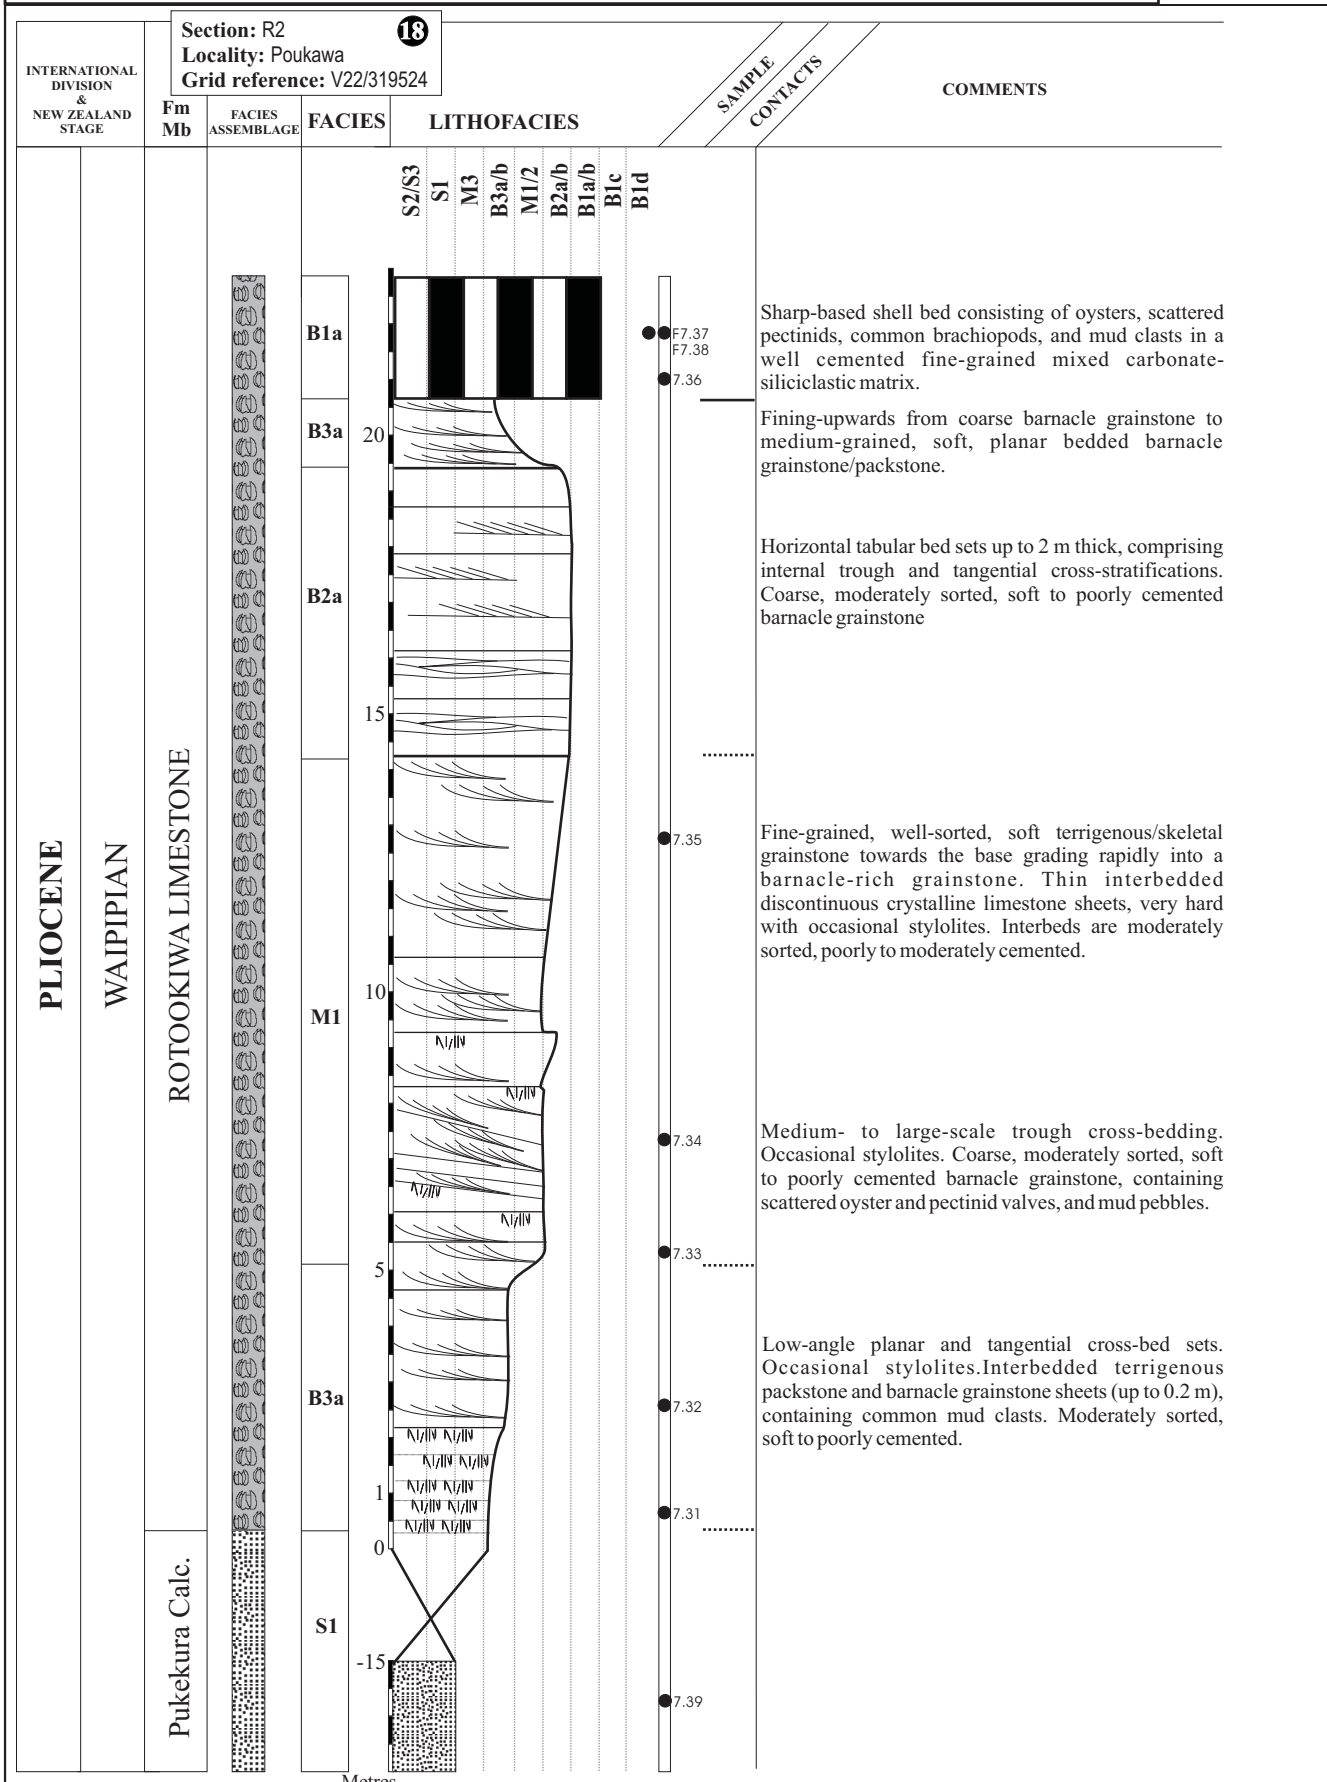 Section: R2
18
Locality: Poukawa
Grid reference: V22/319524
INTERNATIONAL
DIVISION
&
NEW ZEALAND
STAGE
Fm
Mb
FACIES
ASSEMBLAGE
FACIES
LITHOFACIES
SAMPLE
CONTACTS
COMMENTS
S2/S3
S1
M3
B3a/b
M1/2
B2a/b
B1a/b
B1c
B1d
PLIOCENE
WAIPIPIAN
ROTOOKIWA LIMESTONE
Pukekura Calc.
B1a
B3a
B2a
M1
B3a
S1
20
15
10
5
1
0
-15
Metres
F7.37
F7.38
7.36
7.35
7.34
7.33
7.32
7.31
7.39
Sharp-based shell bed consisting of oysters, scattered
pectinids, common brachiopods, and mud clasts in a
well cemented fine-grained mixed carbonate-
siliciclastic matrix.
Fining-upwards from coarse barnacle grainstone to
medium-grained, soft, planar bedded barnacle
grainstone/packstone.
Horizontal tabular bed sets up to 2 m thick, comprising
internal trough and tangential cross-stratifications.
Coarse, moderately sorted, soft to poorly cemented
barnacle grainstone
Fine-grained, well-sorted, soft terrigenous/skeletal
grainstone towards the base grading rapidly into a
barnacle-rich grainstone. Thin interbedded
discontinuous crystalline limestone sheets, very hard
with occasional stylolites. Interbeds are moderately
sorted, poorly to moderately cemented.
Medium- to large-scale trough cross-bedding.
Occasional stylolites. Coarse, moderately sorted, soft
to poorly cemented barnacle grainstone, containing
scattered oyster and pectinid valves, and mud pebbles.
Low-angle planar and tangential cross-bed sets.
Occasional stylolites.Interbedded terrigenous
packstone and barnacle grainstone sheets (up to 0.2 m),
containing common mud clasts. Moderately sorted,
soft to poorly cemented.